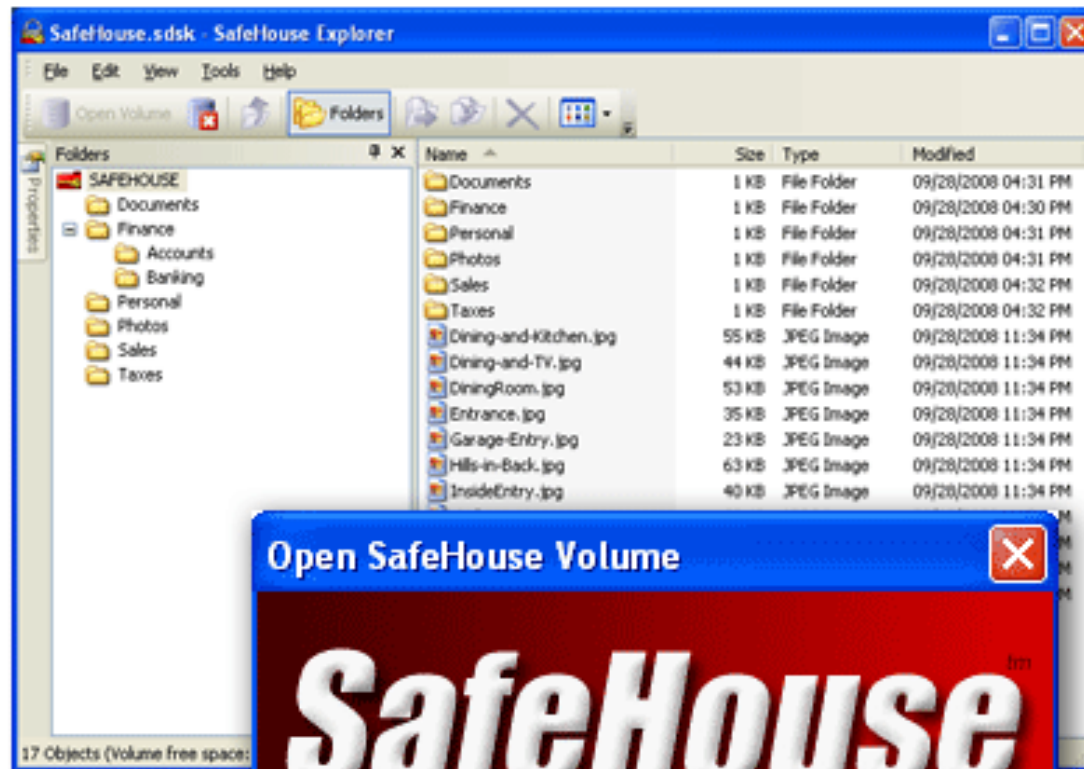 SafeHouse.sdsk - SafeHouse Explorer
File Edit View Tools Help
Open Volume Folders
Properties
Folders
SAFEHOUSE
Documents
Finance
Accounts
Banking
Personal
Photos
Sales
Taxes
Name Size Type Modified
Documents 1 KB File Folder 09/28/2008 04:31 PM
Finance 1 KB File Folder 09/28/2008 04:30 PM
Personal 1 KB File Folder 09/28/2008 04:31 PM
Photos 1 KB File Folder 09/28/2008 04:31 PM
Sales 1 KB File Folder 09/28/2008 04:32 PM
Taxes 1 KB File Folder 09/28/2008 04:32 PM
Dining-and-Kitchen.jpg 55 KB JPEG Image 09/28/2008 11:34 PM
Dining-and-TV.jpg 44 KB JPEG Image 09/28/2008 11:34 PM
DiningRoom.jpg 53 KB JPEG Image 09/28/2008 11:34 PM
Entrance.jpg 35 KB JPEG Image 09/28/2008 11:34 PM
Garage-Entry.jpg 23 KB JPEG Image 09/28/2008 11:34 PM
Hills-in-Back.jpg 63 KB JPEG Image 09/28/2008 11:34 PM
InsideEntry.jpg 40 KB JPEG Image 09/28/2008 11:34 PM
M
M
M
M
17 Objects (Volume free space:
Open SafeHouse Volume
SafeHouse tm